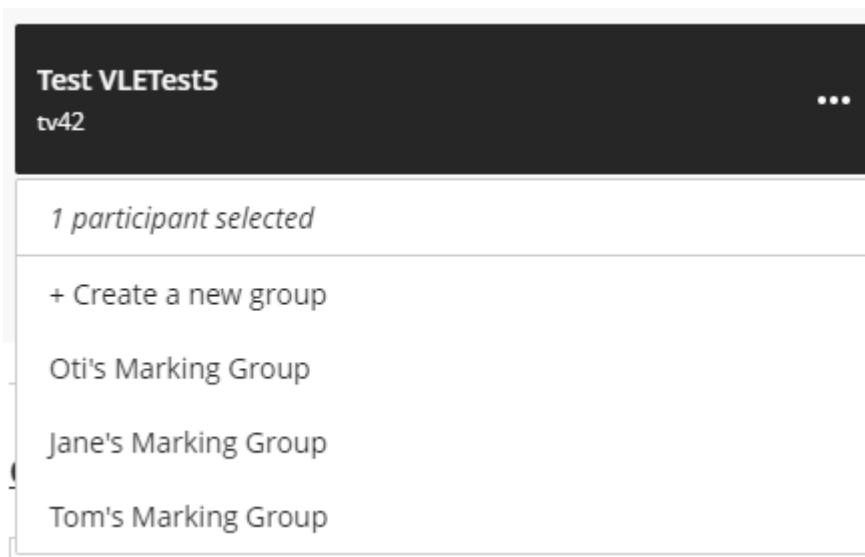 Test VLETest5
tv42
1 participant selected
+ Create a new group
Oti's Marking Group
Jane's Marking Group
Tom's Marking Group